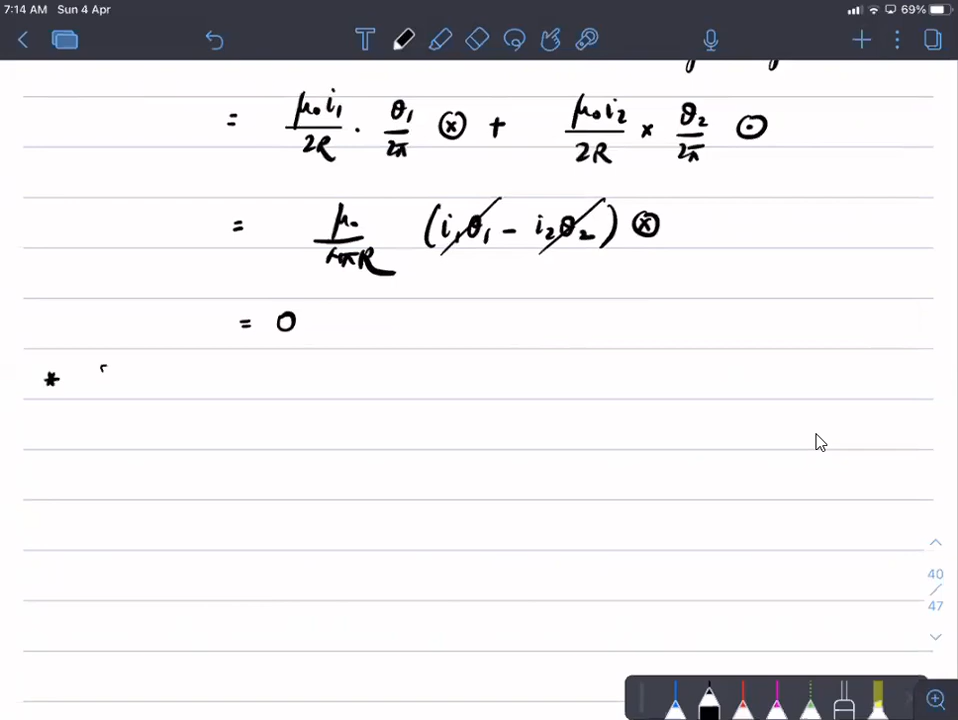 7:14 AM Sun 4 Apr 69%
T
= μ₀i₁/2R · θ₁/2π ⊗ + μ₀i₂/2R × θ₂/2π ⊙
= μ₀/4πR (i₁θ₁ - i₂θ₂) ⊗
= 0
*
40
/
47